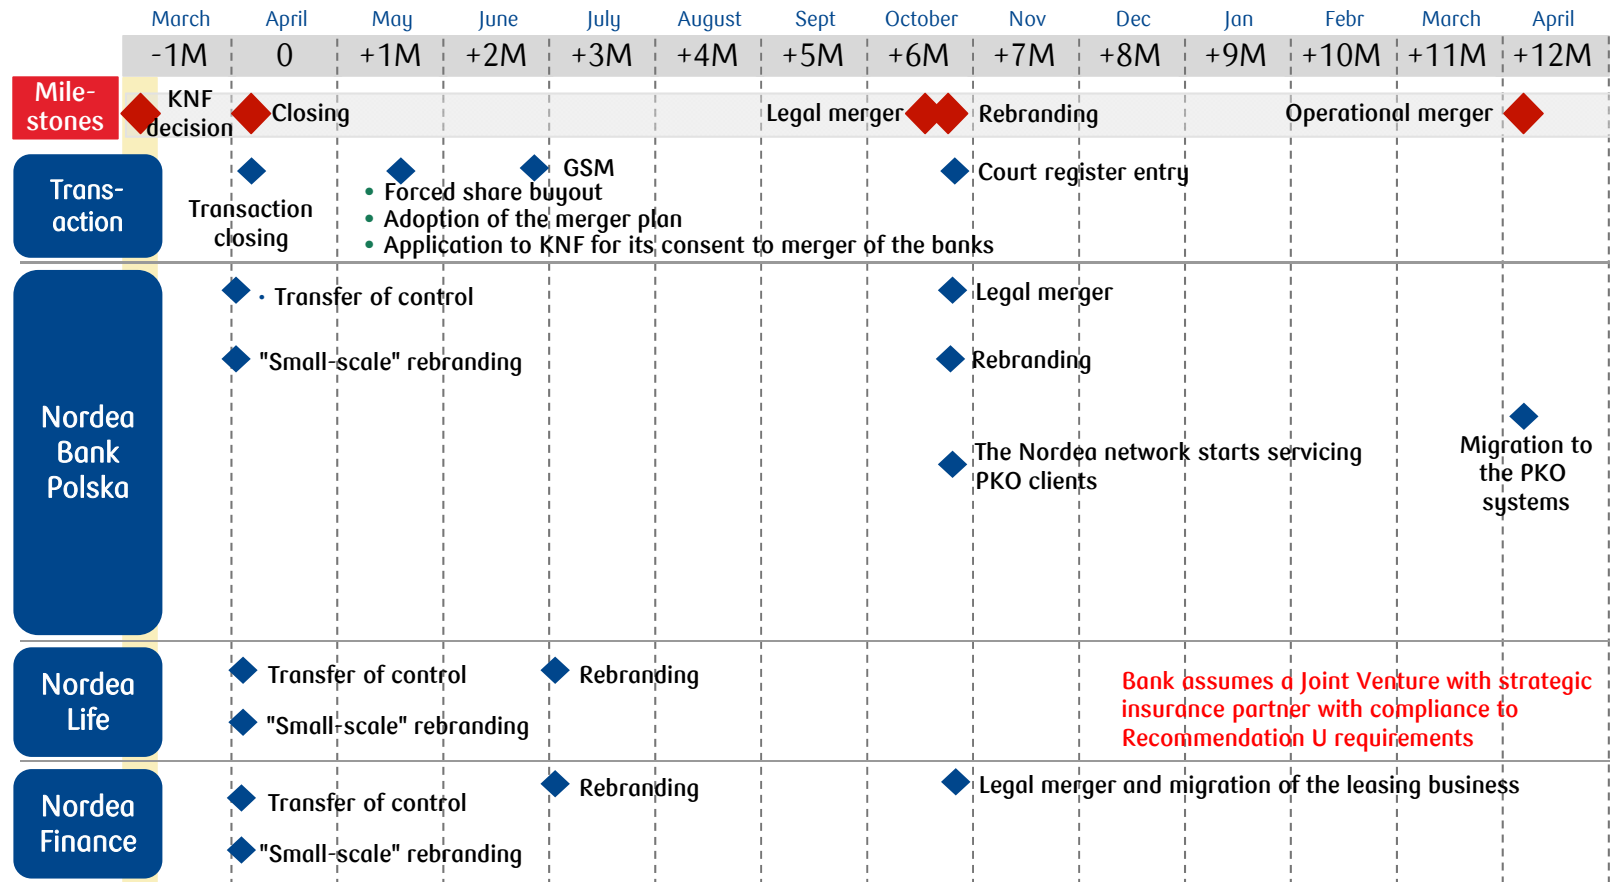 March April May June July August Sept October Nov Dec Jan Febr March April
-1M 0 +1M +2M +3M +4M +5M +6M +7M +8M +9M +10M +11M +12M
Mile-
stones
KNF
decision
Closing
Legal merger
Rebranding
Operational merger
Trans-
action
Transaction
closing
GSM
• Forced share buyout
• Adoption of the merger plan
• Application to KNF for its consent to merger of the banks
Court register entry
Nordea
Bank
Polska
• Transfer of control
"Small-scale" rebranding
Legal merger
Rebranding
The Nordea network starts servicing
PKO clients
Migration to
the PKO
systems
Nordea
Life
Transfer of control
"Small-scale" rebranding
Rebranding
Bank assumes a Joint Venture with strategic
insurance partner with compliance to
Recommendation U requirements
Nordea
Finance
Transfer of control
"Small-scale" rebranding
Rebranding
Legal merger and migration of the leasing business